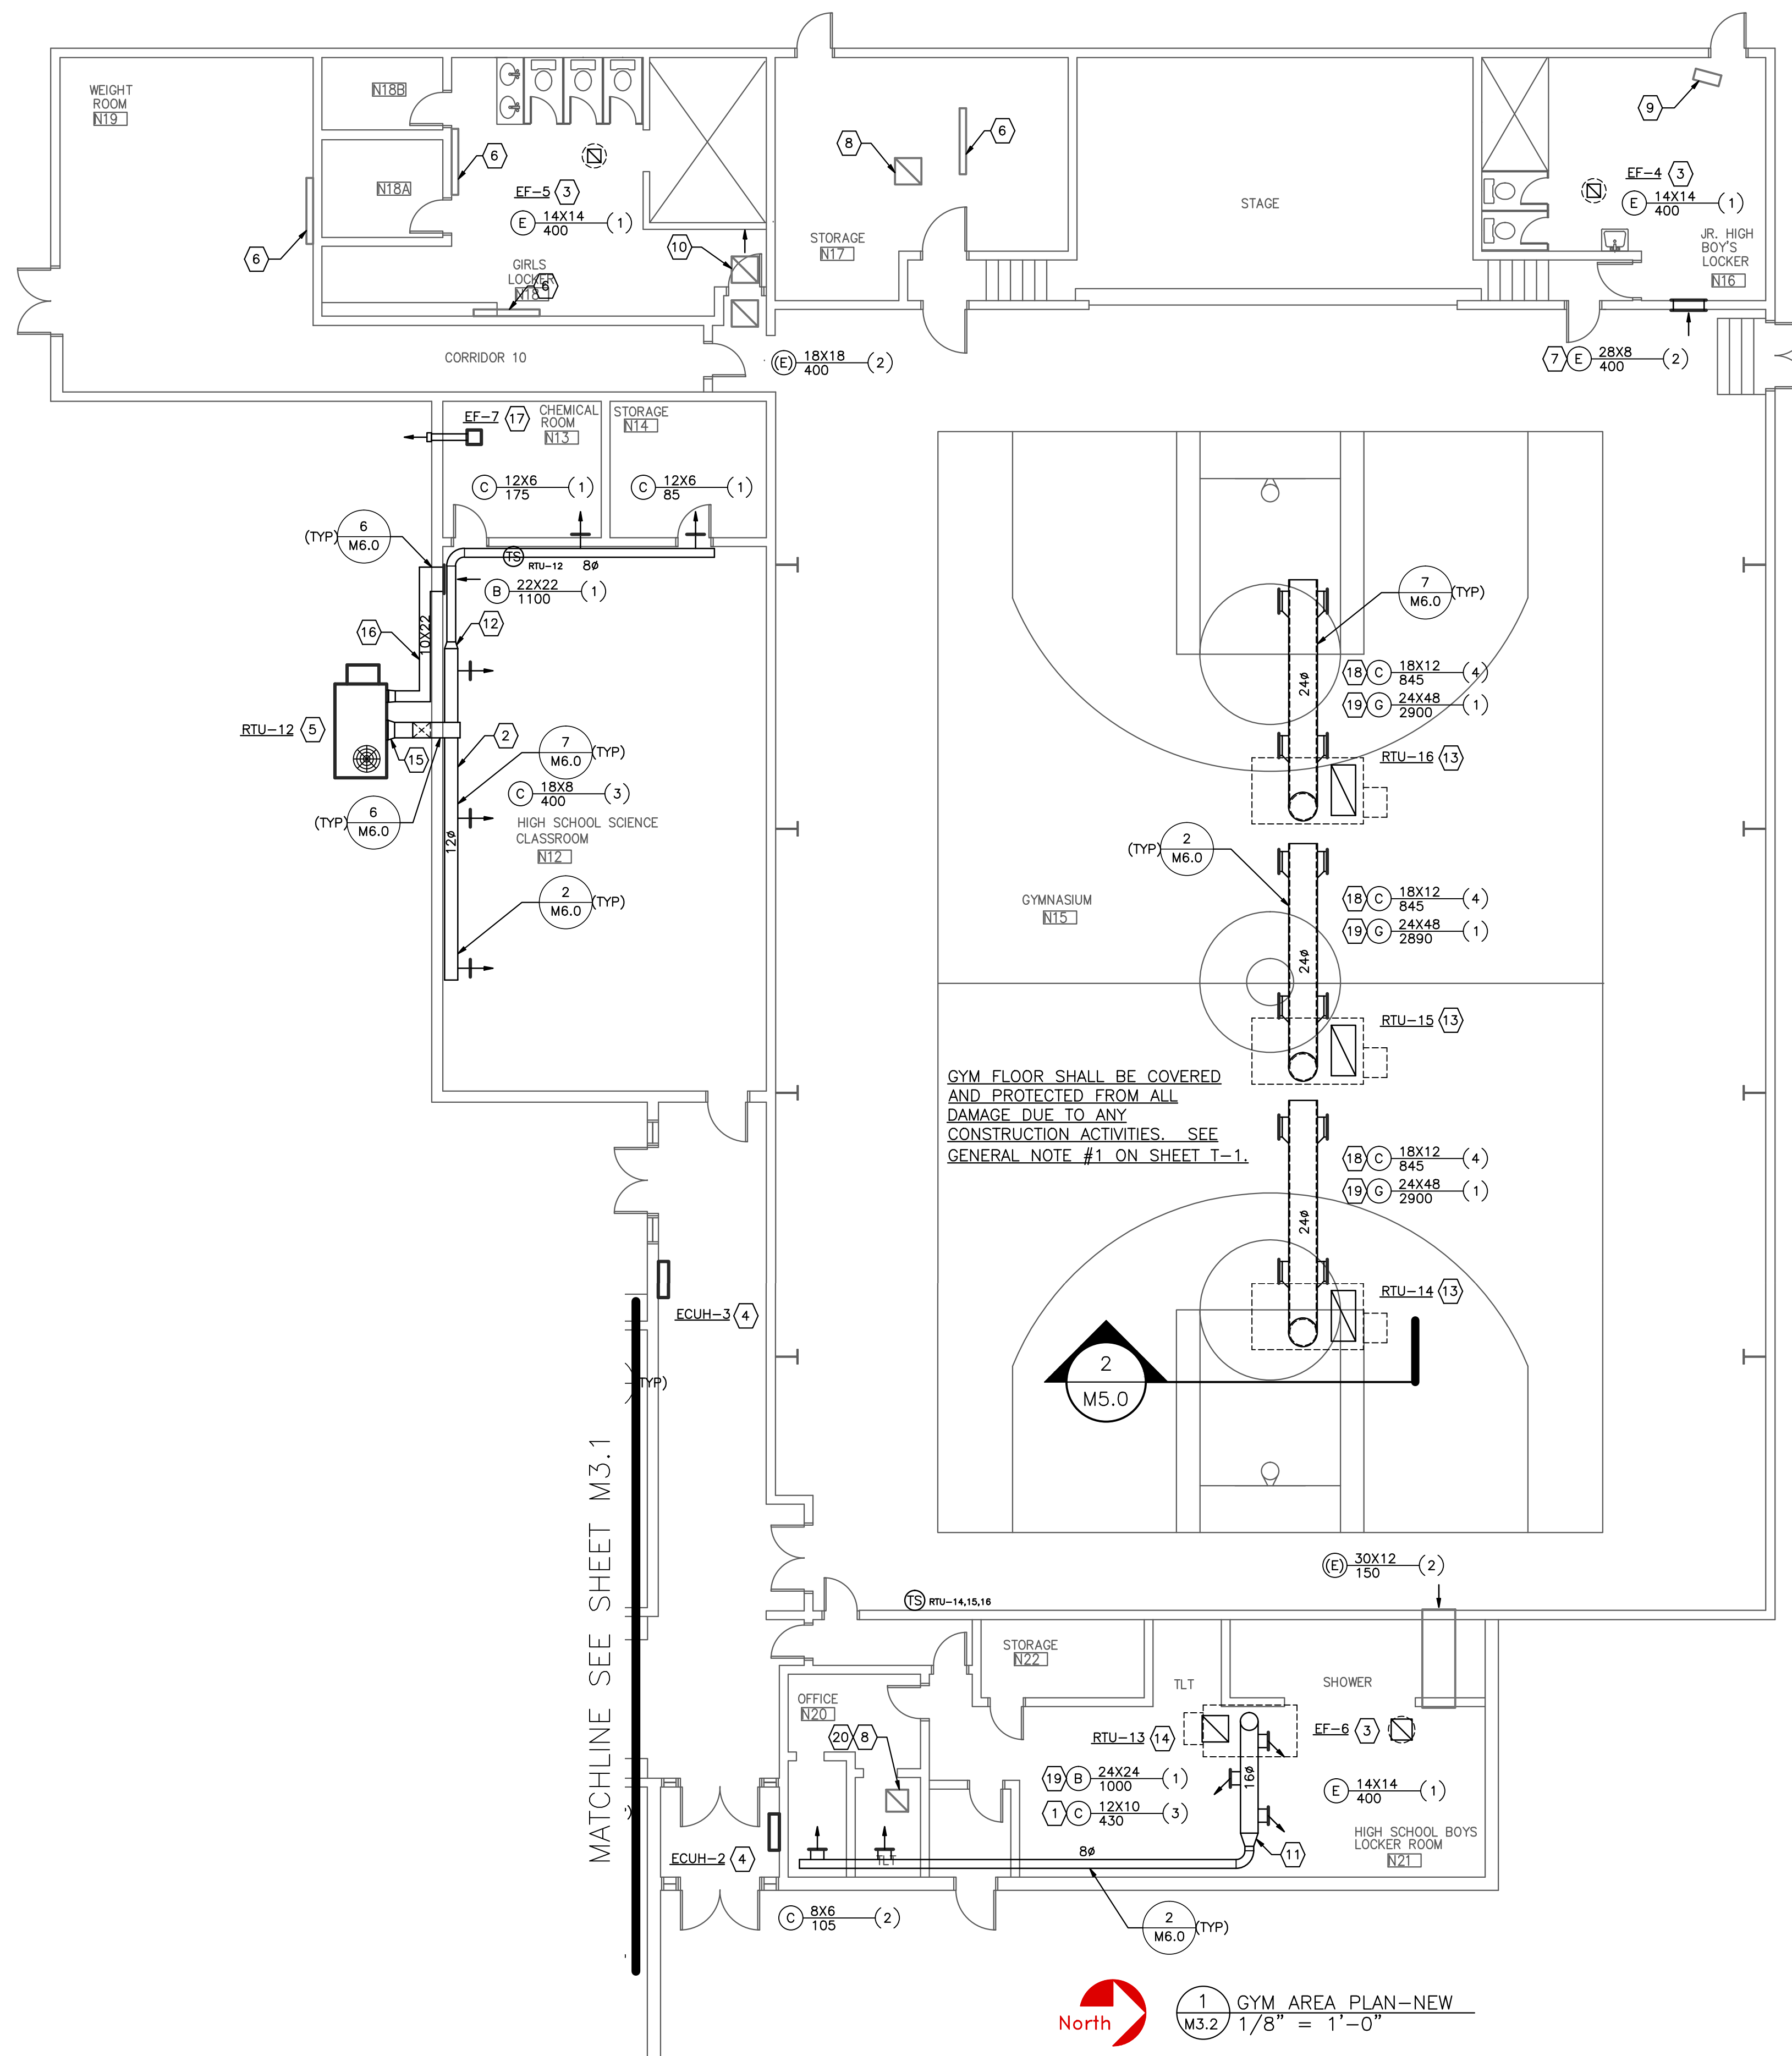 WEIGHT
ROOM
N19
N18B
N18A
6
EF-5 3
E 14X14 (1)
400
GIRLS
LOCKER
N18
6
6
10
8
6
STORAGE
N17
STAGE
9
EF-4 3
E 14X14 (1)
400
JR. HIGH
BOY'S
LOCKER
N16
CORRIDOR 10
(E) 18X18 (2)
400
7 E 28X8 (2)
400
EF-7 17
CHEMICAL
ROOM
N13
STORAGE
N14
C 12X6 (1)
175
C 12X6 (1)
85
(TYP) 6
M6.0
TS RTU-12 8ø
B 22X22 (1)
1100
16
10X22
12
RTU-12 5
15
2
7 (TYP)
M6.0
C 18X8 (3)
400
(TYP) 6
M6.0
HIGH SCHOOL SCIENCE
CLASSROOM
N12
12ø
2 (TYP)
M6.0
7 (TYP)
M6.0
24ø
18 C 18X12 (4)
845
19 G 24X48 (1)
2900
RTU-16 13
(TYP) 2
M6.0
GYMNASIUM
N15
18 C 18X12 (4)
845
19 G 24X48 (1)
2890
24ø
RTU-15 13
GYM FLOOR SHALL BE COVERED
AND PROTECTED FROM ALL
DAMAGE DUE TO ANY
CONSTRUCTION ACTIVITIES. SEE
GENERAL NOTE #1 ON SHEET T-1.
18 C 18X12 (4)
845
19 G 24X48 (1)
2900
24ø
RTU-14 13
2
M5.0
ECUH-3 4
TYP)
MATCHLINE SEE SHEET M3.1
(E) 30X12 (2)
150
TS RTU-14,15,16
STORAGE
N22
TLT
SHOWER
OFFICE
N20
20 8
RTU-13 14
EF-6 3
19 B 24X24 (1)
1000
1 C 12X10 (3)
430
16ø
E 14X14 (1)
400
HIGH SCHOOL BOYS
LOCKER ROOM
N21
11
TLT
8ø
ECUH-2 4
C 8X6 (2)
105
2 (TYP)
M6.0
North
1 GYM AREA PLAN-NEW
M3.2 1/8" = 1'-0"